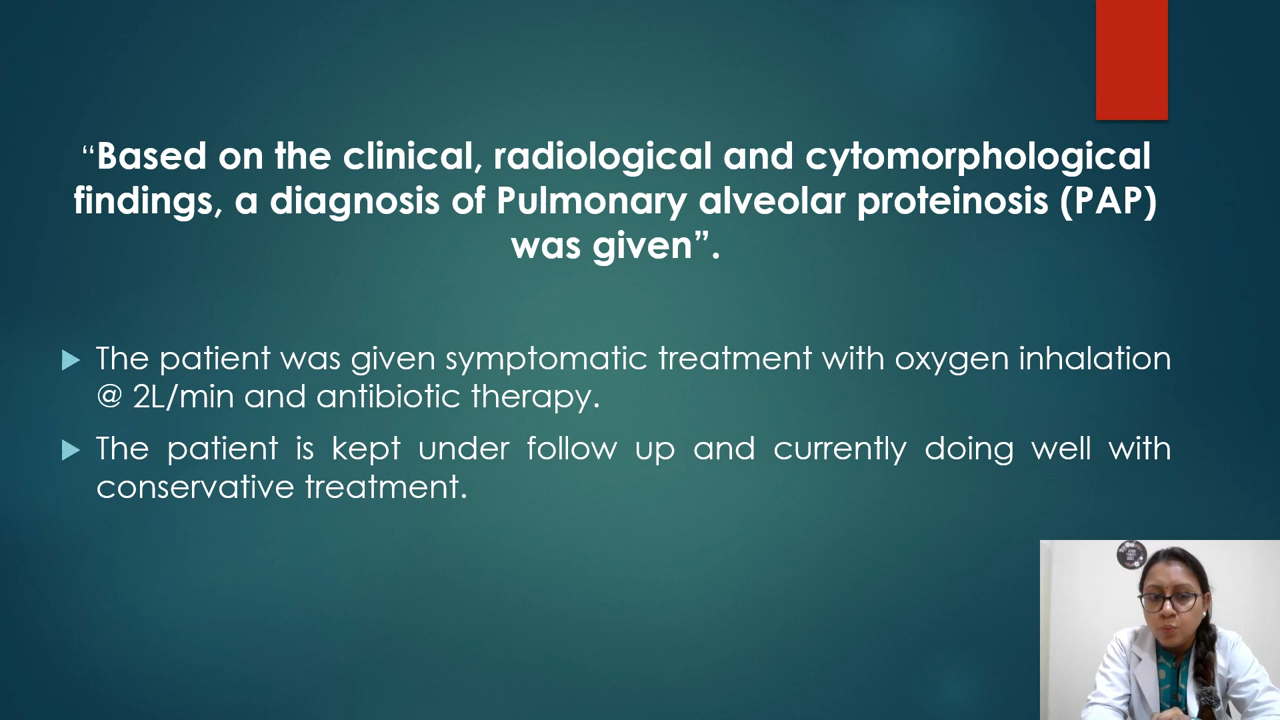 “Based on the clinical, radiological and cytomorphological
findings, a diagnosis of Pulmonary alveolar proteinosis (PAP)
was given”.
The patient was given symptomatic treatment with oxygen inhalation
@ 2L/min and antibiotic therapy.
The patient is kept under follow up and currently doing well with
conservative treatment.